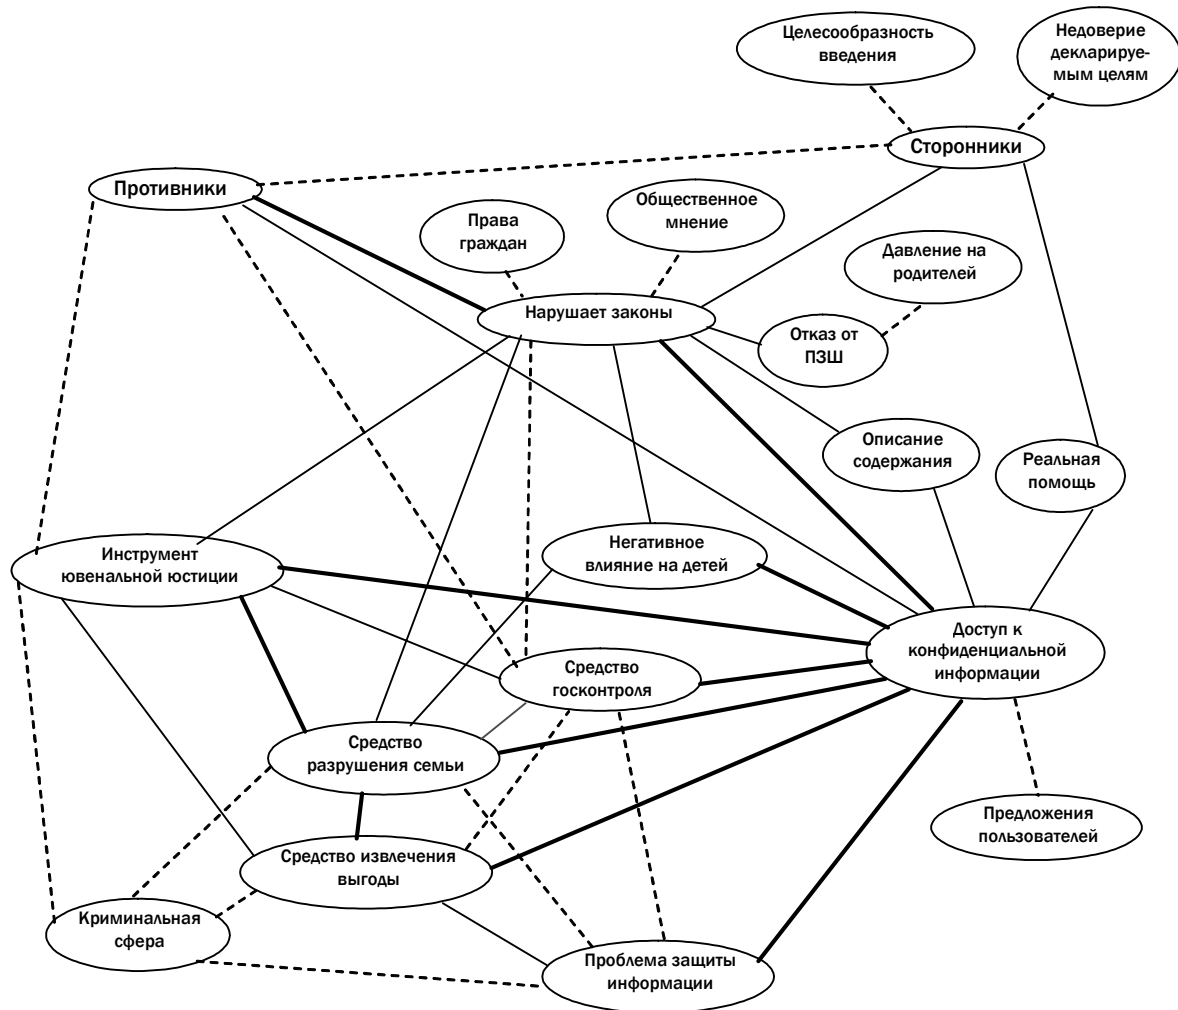 Целесообразность
введения
Недоверие
декларируе-
мым целям
Сторонники
Противники
Права
граждан
Общественное
мнение
Давление на
родителей
Нарушает законы
Отказ от
ПЗШ
Описание
содержания
Реальная
помощь
Инструмент
ювенальной юстиции
Негативное
влияние на детей
Доступ к
конфиденциальной
информации
Средство
госконтроля
Средство
разрушения семьи
Предложения
пользователей
Средство извлечения
выгоды
Криминальная
сфера
Проблема защиты
информации